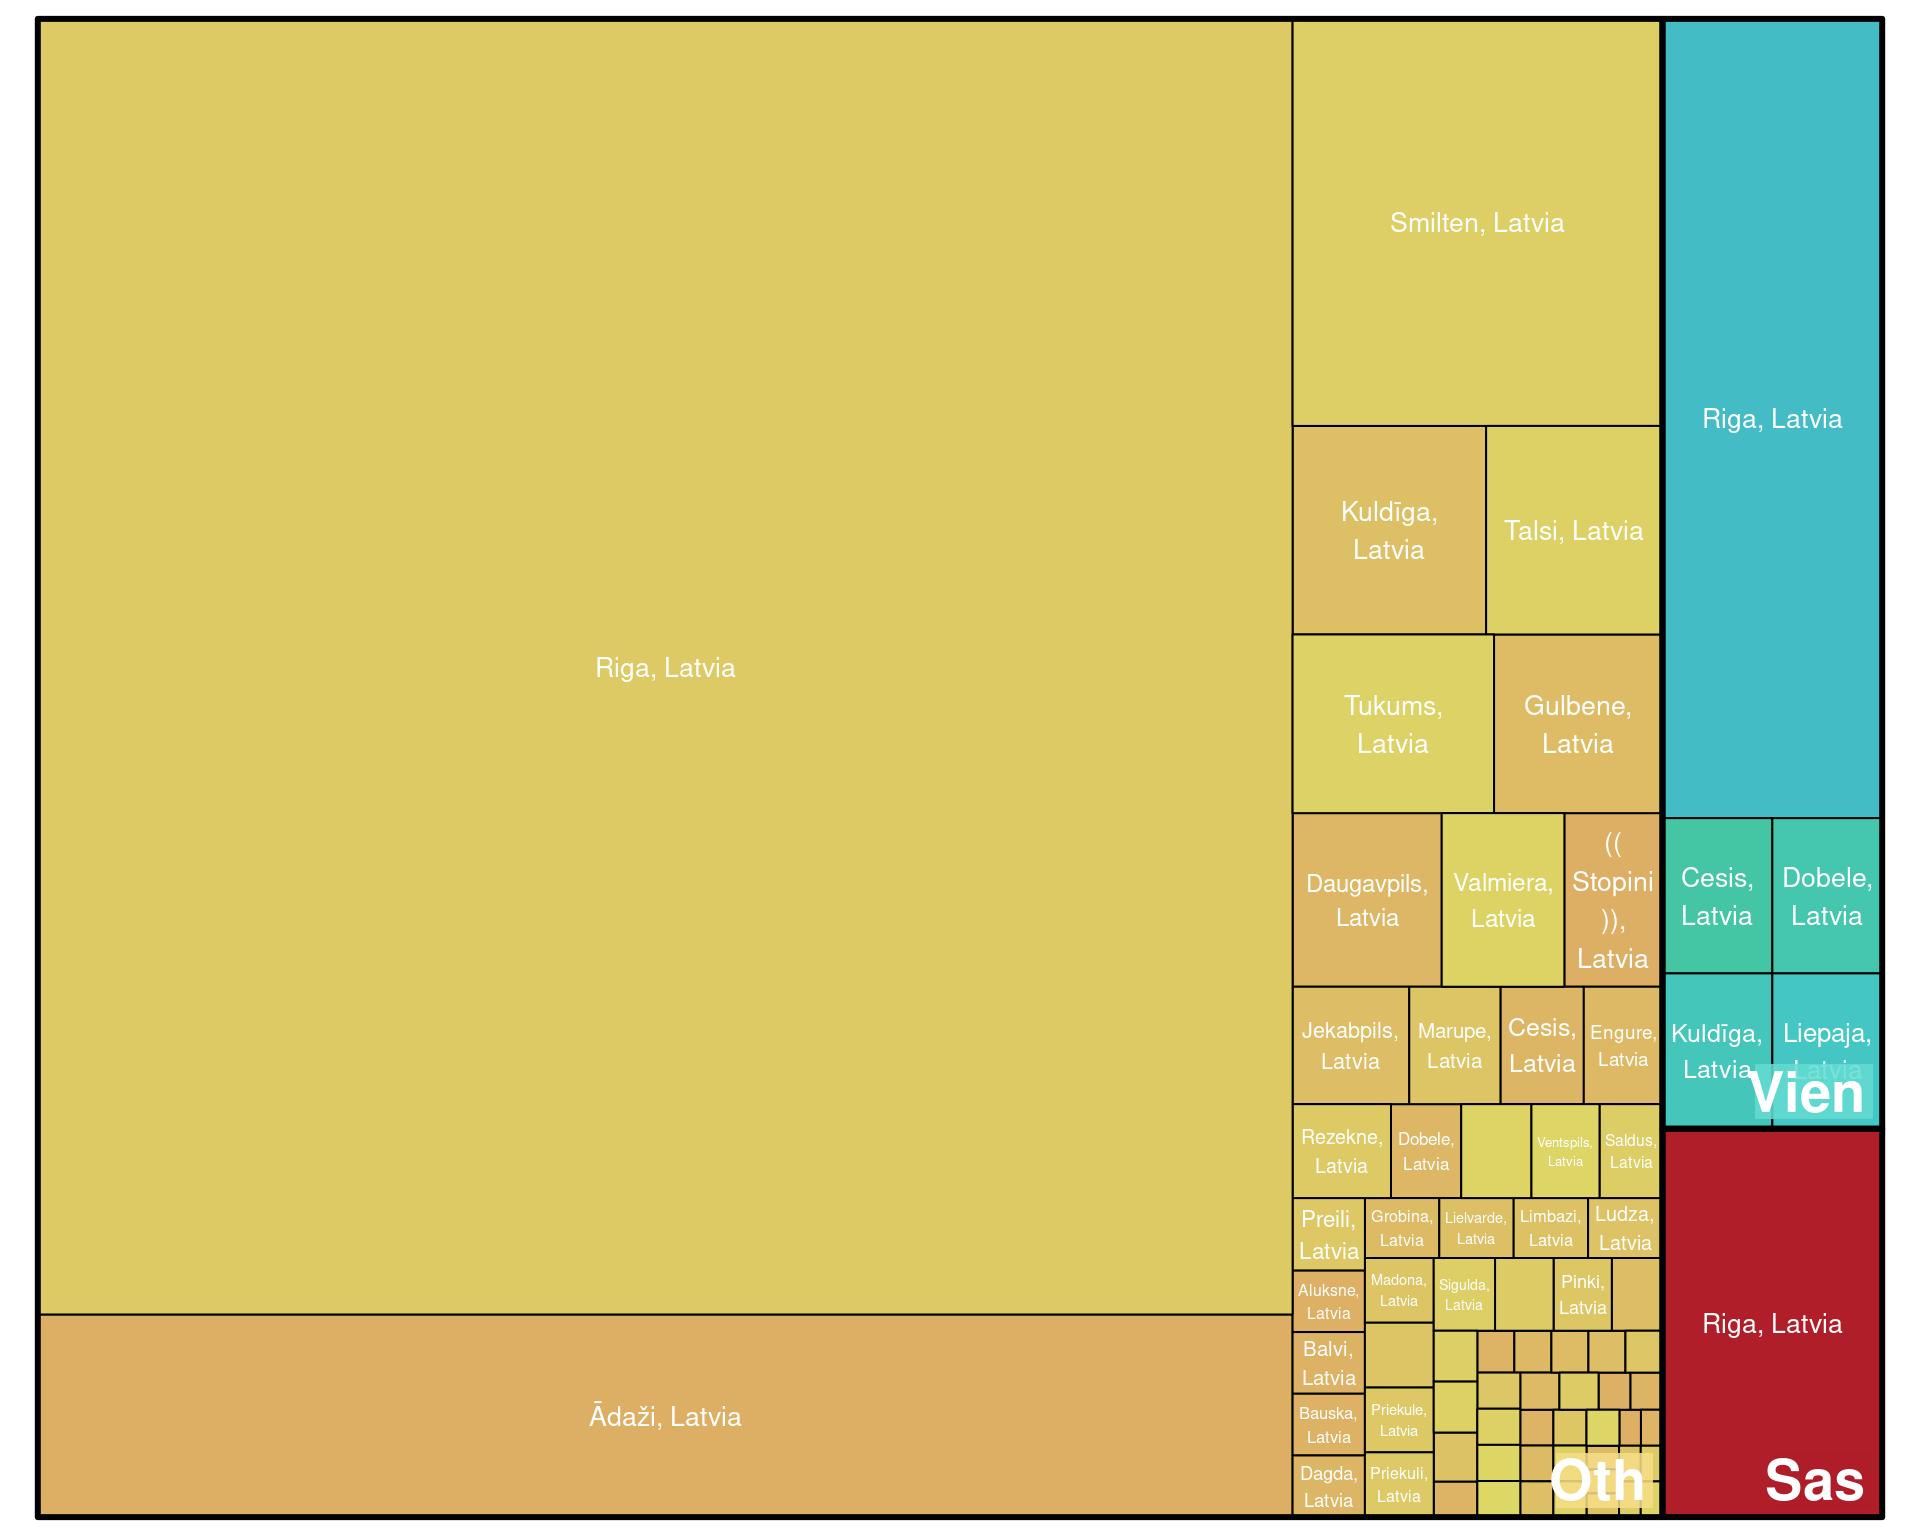 Riga, Latvia
Ādaži, Latvia
Smilten, Latvia
Kuldīga,
Latvia
Talsi, Latvia
Tukums,
Latvia
Gulbene,
Latvia
Daugavpils,
Latvia
Valmiera,
Latvia
((
Stopini
)),
Latvia
Jekabpils,
Latvia
Marupe,
Latvia
Cesis,
Latvia
Engure,
Latvia
Rezekne,
Latvia
Dobele,
Latvia
Ventspils,
Latvia
Saldus,
Latvia
Preili,
Latvia
Grobina,
Latvia
Lielvarde,
Latvia
Limbazi,
Latvia
Ludza,
Latvia
Aluksne,
Latvia
Madona,
Latvia
Sigulda,
Latvia
Pinki,
Latvia
Balvi,
Latvia
Bauska,
Latvia
Priekule,
Latvia
Dagda,
Latvia
Priekuli,
Latvia
Oth
Riga, Latvia
Cesis,
Latvia
Dobele,
Latvia
Kuldīga,
Latvia
Liepaja,
Latvia
Vien
Riga, Latvia
Sas